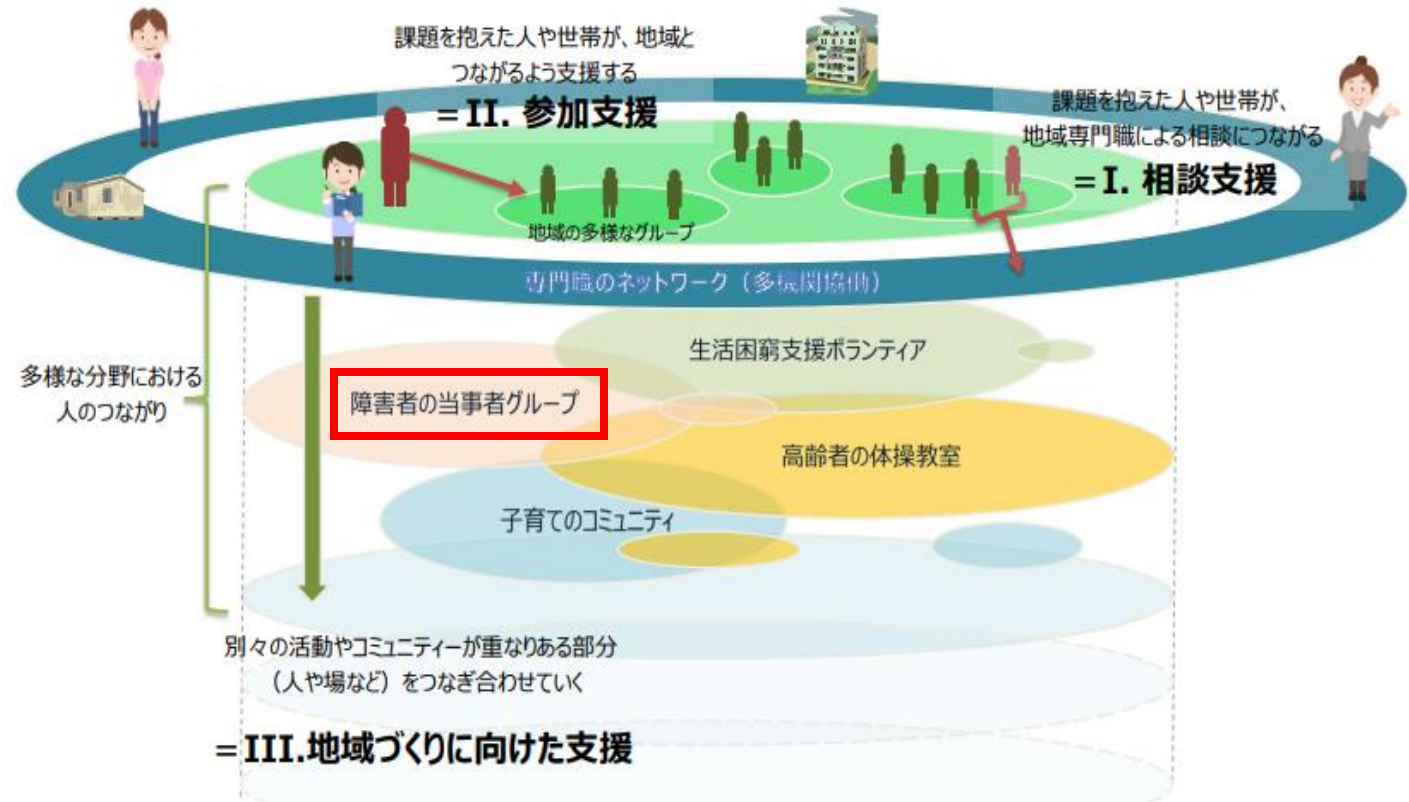 課題を抱えた人や世帯が、地域と
つながるよう支援する
=II. 参加支援
課題を抱えた人や世帯が、
地域専門職による相談につながる
=I. 相談支援
地域の多様なグループ
専門職のネットワーク（多機関協働）
多様な分野における
人のつながり
生活困窮支援ボランティア
障害者の当事者グループ
高齢者の体操教室
子育てのコミュニティ
別々の活動やコミュニティーが重なりある部分
（人や場など）をつなぎ合わせていく
=III.地域づくりに向けた支援